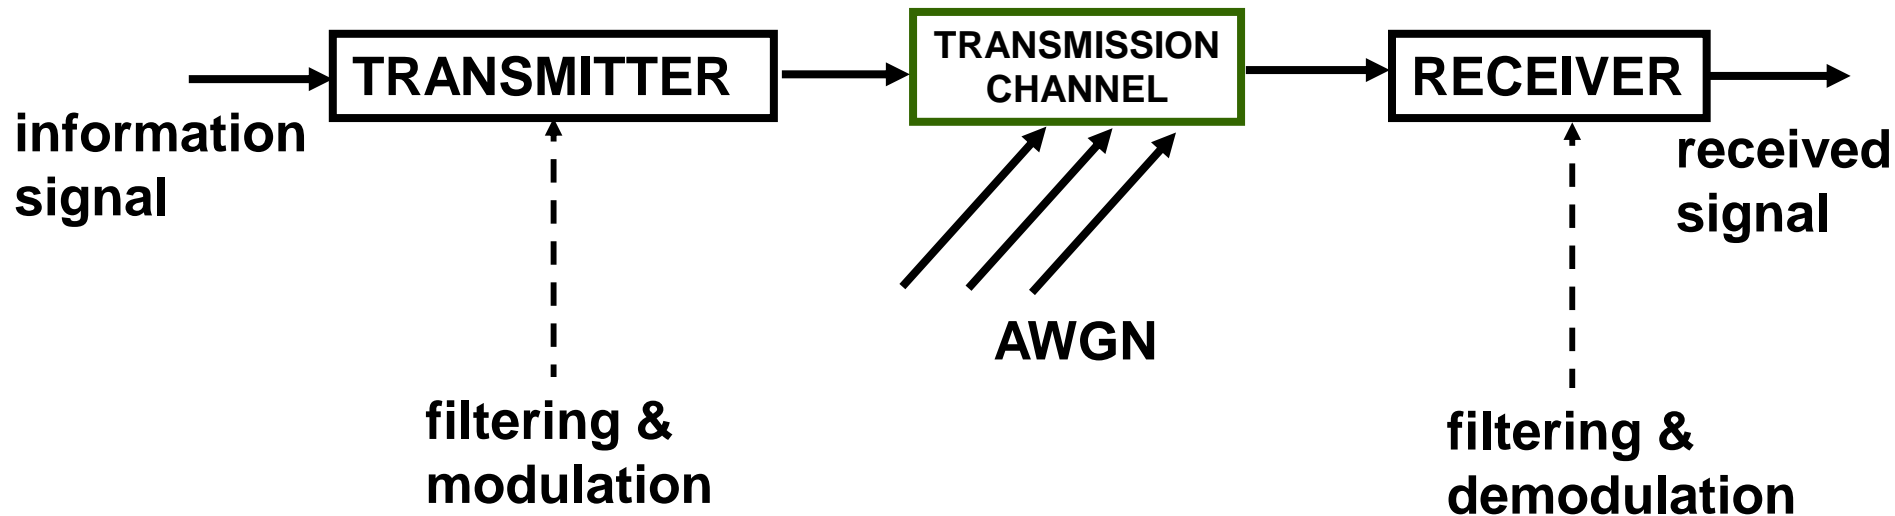 information
signal
TRANSMITTER
TRANSMISSION
CHANNEL
RECEIVER
received
signal
AWGN
filtering &
modulation
filtering &
demodulation